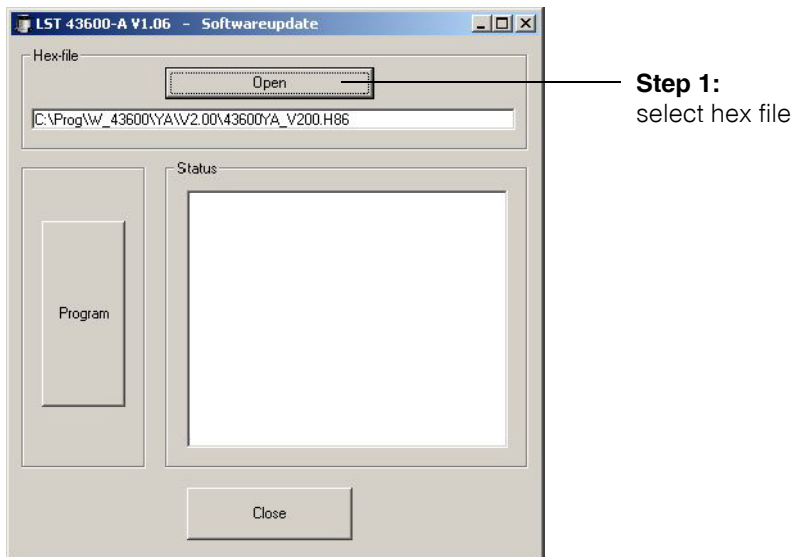 LST 43600-A V1.06 - Softwareupdate
Hex-file
Open
Step 1:
select hex file
C:\Prog\W_43600\YA\V2.00\43600YA_V200.H86
Status
Program
Close